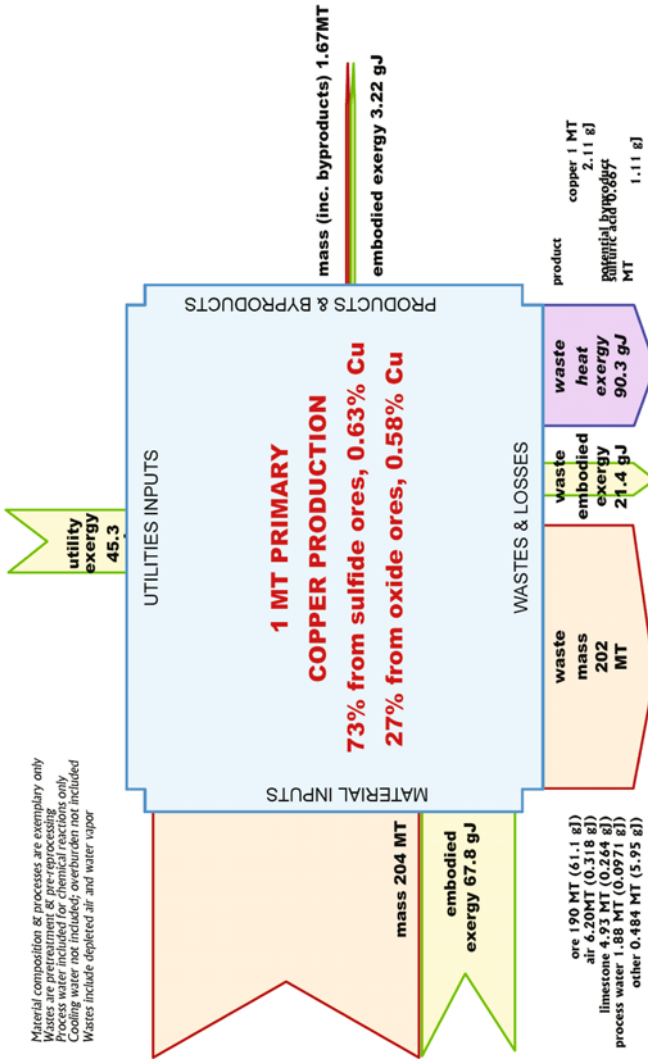 Material composition & processes are exemplary only
Wastes are pretreatment & pre-reprocessing
Process water included for chemical reactions only
Cooling water not included; overburden not included
Wastes include depleted air and water vapor
utility
exergy
45.3
UTILITIES INPUTS
MATERIAL INPUTS
mass 204 MT
embodied
exergy 67.8 gJ
ore 190 MT (61.1 gJ)
air 6.20MT (0.318 gJ)
limestone 4.93 MT (0.264 gJ)
process water 1.88 MT (0.0971 gJ)
other 0.484 MT (5.95 gJ)
1 MT PRIMARY
COPPER PRODUCTION
73% from sulfide ores, 0.63% Cu
27% from oxide ores, 0.58% Cu
PRODUCTS & BYPRODUCTS
mass (inc. byproducts) 1.67MT
embodied exergy 3.22 gJ
WASTES & LOSSES
waste
mass
202
MT
waste
embodied
exergy
21.4 gJ
waste
heat
exergy
90.3 gJ
product
copper 1 MT
2.11 gJ
potential byproduct
sulfuric acid 0.667
MT
1.11 gJ